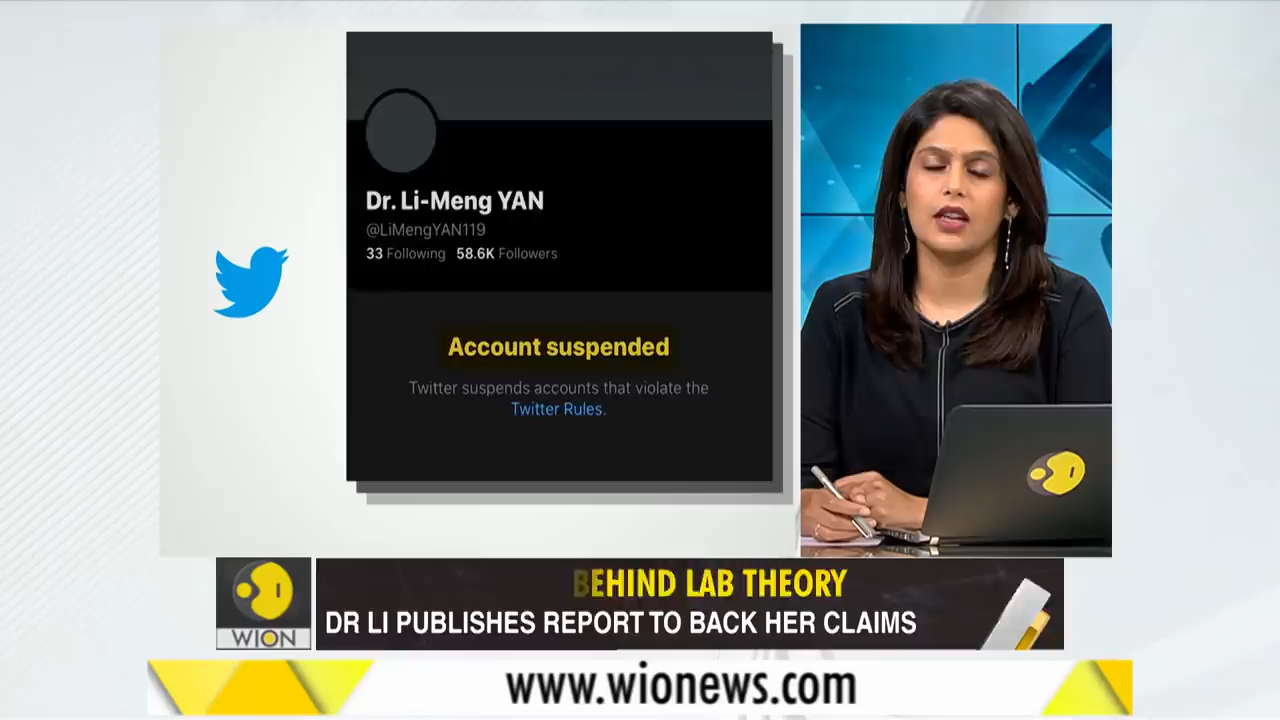 Dr. Li-Meng YAN
@LiMengYAN119
33 Following 58.6K Followers
Account suspended
Twitter suspends accounts that violate the
Twitter Rules.
BEHIND LAB THEORY
DR LI PUBLISHES REPORT TO BACK HER CLAIMS
WION
www.wionews.com